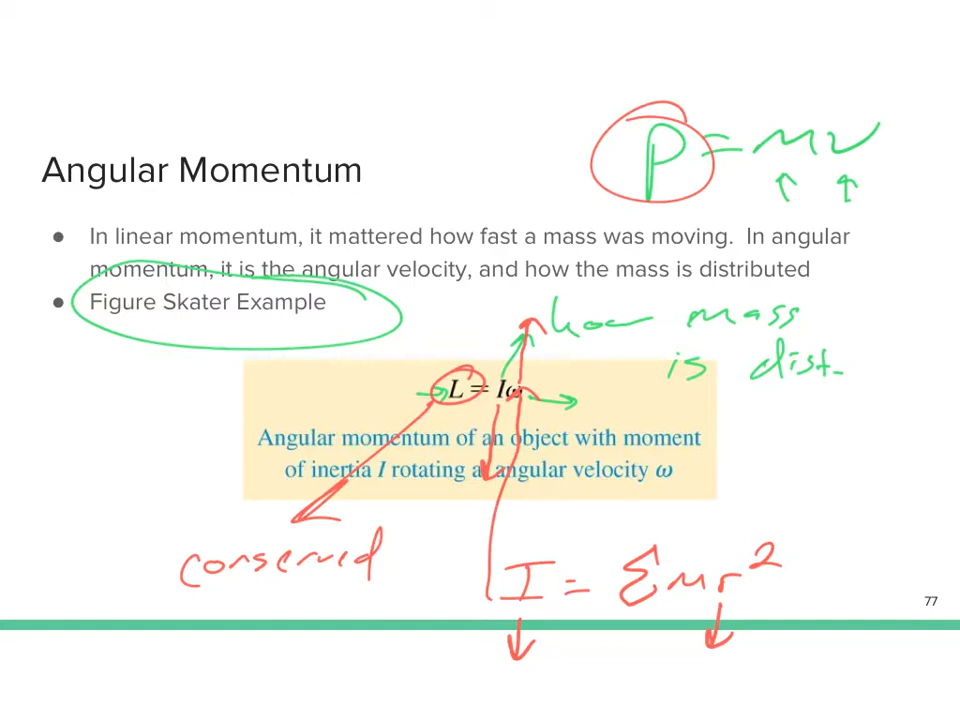 P = mv
Angular Momentum
● In linear momentum, it mattered how fast a mass was moving. In angular
momentum, it is the angular velocity, and how the mass is distributed
● Figure Skater Example
how mass
is dist.
L = Iω
Angular momentum of an object with moment
of inertia I rotating at angular velocity ω
conserved
I = Σmr²
77